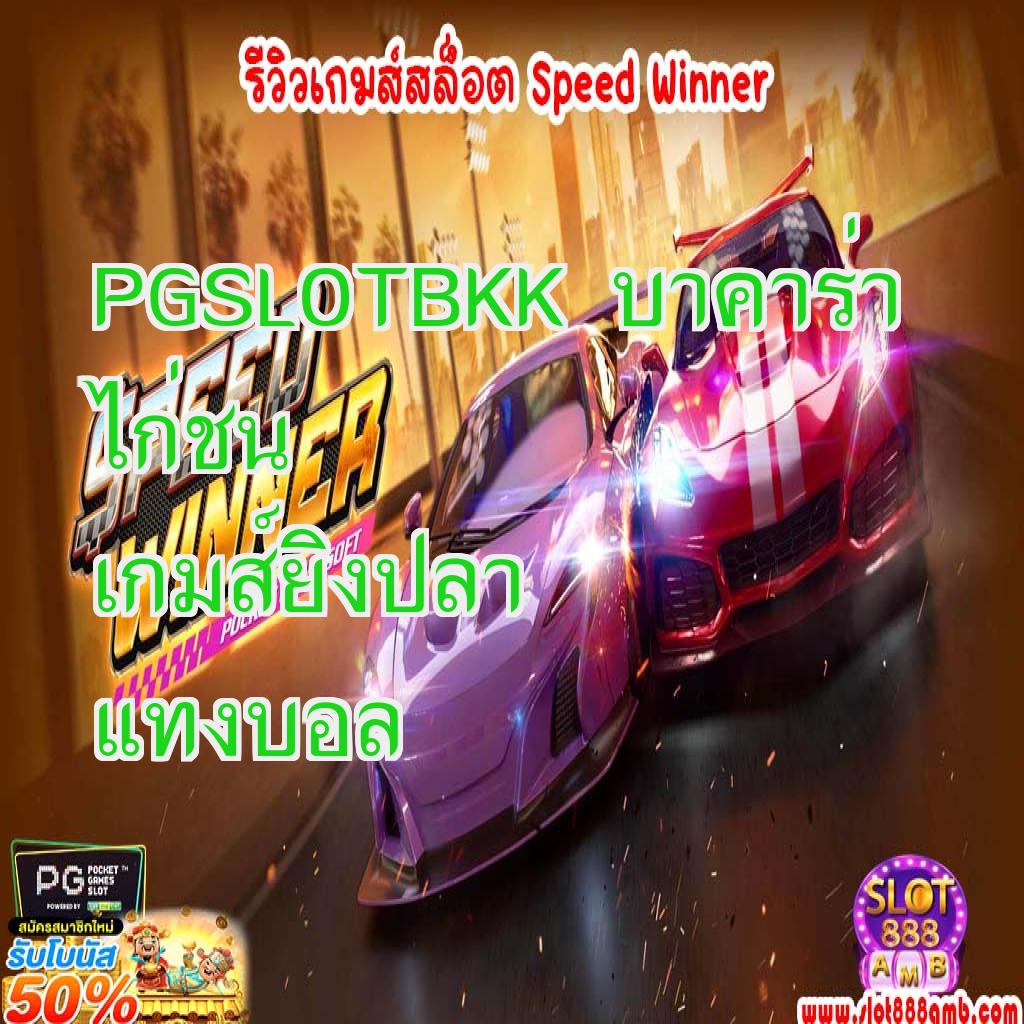 รีวิวเกมส์สล็อต Speed Winner
PGSLOTBKK บาคาร่า
ไก่ชน
เกมส์ยิงปลา
แทงบอล
SPEED
WINNER
PG POCKET GAMES SLOT
POWERED BY
สมัครสมาชิกใหม่
รับโบนัส
50%
SLOT
888
AMB
www.slot888amb.com